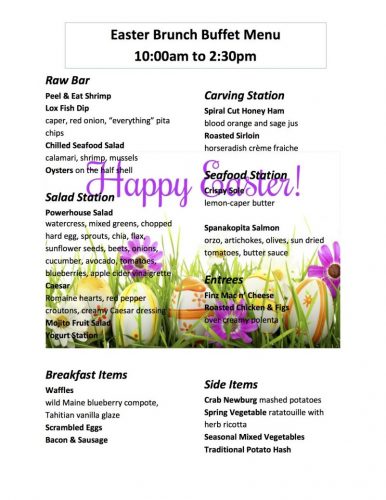 Easter Brunch Buffet Menu
10:00am to 2:30pm
Raw Bar
Peel & Eat Shrimp
Lox Fish Dip
caper, red onion, “everything” pita
chips
Chilled Seafood Salad
calamari, shrimp, mussels
Oysters on the half shell
Salad Station
Powerhouse Salad
watercress, mixed greens, chopped
hard egg, sprouts, chia, flax,
sunflower seeds, beets, onions,
cucumber, avocado, tomatoes,
blueberries, apple cider vinagrette
Caesar
Romaine hearts, red pepper
croutons, creamy Caesar dressing
Mojito Fruit Salad
Yogurt Station
Breakfast Items
Waffles
wild Maine blueberry compote,
Tahitian vanilla glaze
Scrambled Eggs
Bacon & Sausage
Happy Easter!
Carving Station
Spiral Cut Honey Ham
blood orange and sage jus
Roasted Sirloin
horseradish crème fraiche
Seafood Station
Crispy Sole
lemon-caper butter
Spanakopita Salmon
orzo, artichokes, olives, sun dried
tomatoes, butter sauce
Entrees
Finz Mac n’ Cheese
Roasted Chicken & Figs
over creamy polenta
Side Items
Crab Newburg mashed potatoes
Spring Vegetable ratatouille with
herb ricotta
Seasonal Mixed Vegetables
Traditional Potato Hash